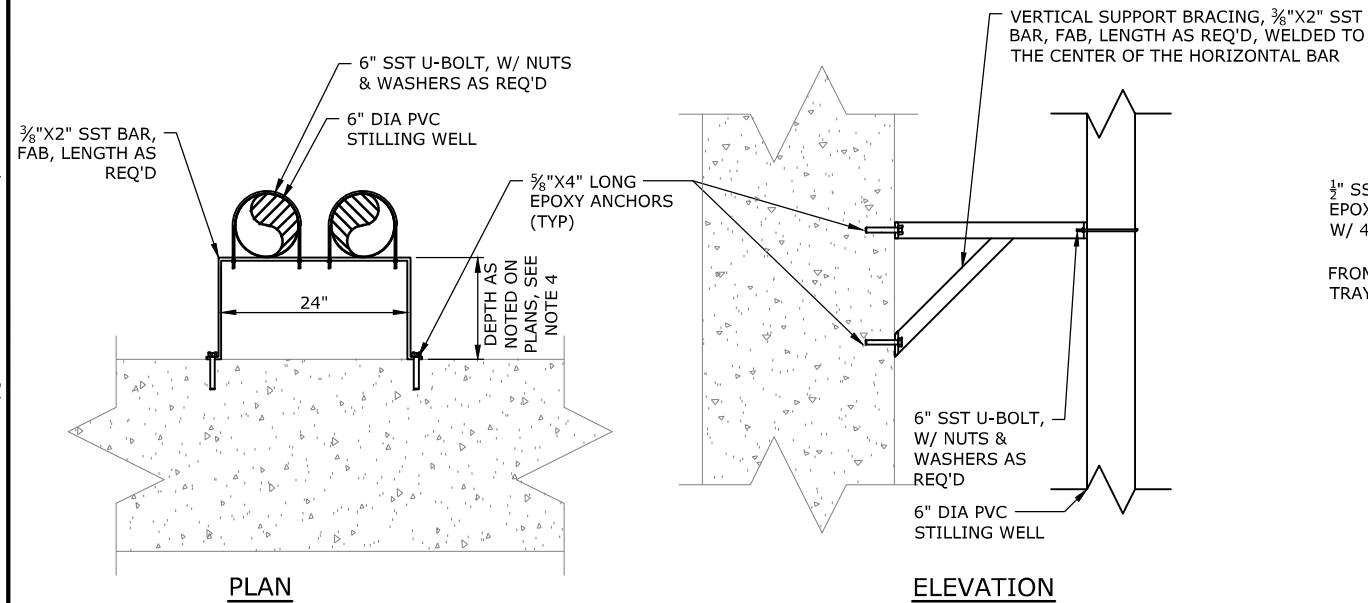 6" SST U-BOLT, W/ NUTS
& WASHERS AS REQ'D
6" DIA PVC
STILLING WELL
⅜"X2" SST BAR,
FAB, LENGTH AS
REQ'D
⅝"X4" LONG
EPOXY ANCHORS
(TYP)
24"
DEPTH AS
NOTED ON
PLANS, SEE
NOTE 4
PLAN
VERTICAL SUPPORT BRACING, ⅜"X2" SST
BAR, FAB, LENGTH AS REQ'D, WELDED TO
THE CENTER OF THE HORIZONTAL BAR
6" SST U-BOLT,
W/ NUTS &
WASHERS AS
REQ'D
6" DIA PVC
STILLING WELL
ELEVATION
½" SS
EPOX
W/ 4
FROM
TRAY